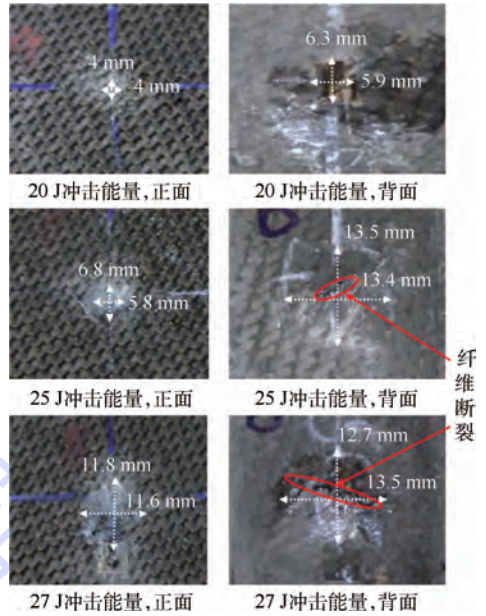 4 mm
4 mm
6.3 mm
5.9 mm
20 J冲击能量,正面
20 J冲击能量,背面
6.8 mm
5.8 mm
13.5 mm
13.4 mm
纤维断裂
25 J冲击能量,正面
25 J冲击能量,背面
11.8 mm
11.6 mm
12.7 mm
13.5 mm
27 J冲击能量,正面
27 J冲击能量,背面